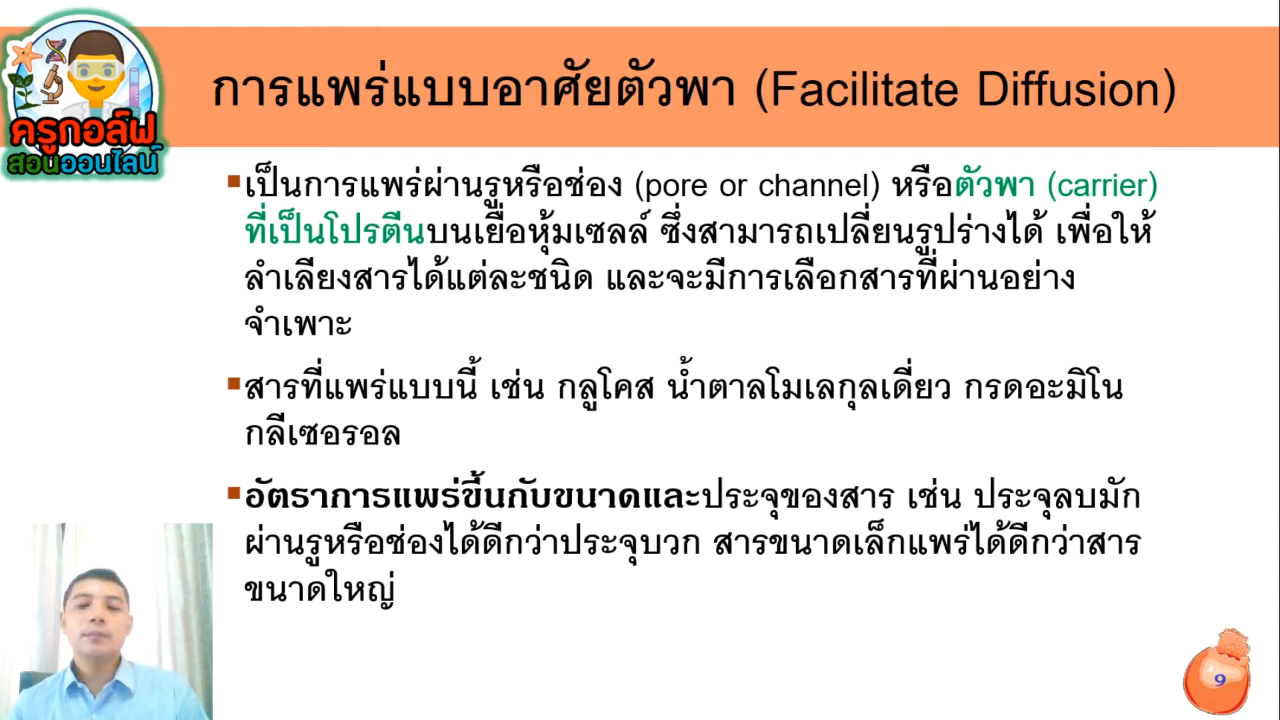 ครูกอล์ฟ
สอนออนไลน์
การแพร่แบบอาศัยตัวพา (Facilitate Diffusion)
เป็นการแพร่ผ่านรูหรือช่อง (pore or channel) หรือตัวพา (carrier)
ที่เป็นโปรตีนบนเยื่อหุ้มเซลล์ ซึ่งสามารถเปลี่ยนรูปร่างได้ เพื่อให้
ลำเลียงสารได้แต่ละชนิด และจะมีการเลือกสารที่ผ่านอย่าง
จำเพาะ
สารที่แพร่แบบนี้ เช่น กลูโคส น้ำตาลโมเลกุลเดี่ยว กรดอะมิโน
กลีเซอรอล
อัตราการแพร่ขึ้นกับขนาดและประจุของสาร เช่น ประจุลบมัก
ผ่านรูหรือช่องได้ดีกว่าประจุบวก สารขนาดเล็กแพร่ได้ดีกว่าสาร
ขนาดใหญ่
9